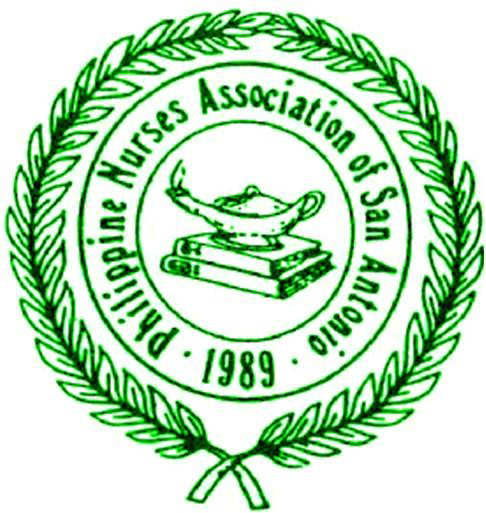 Philippine Nurses Association of San Antonio
· 1989 ·